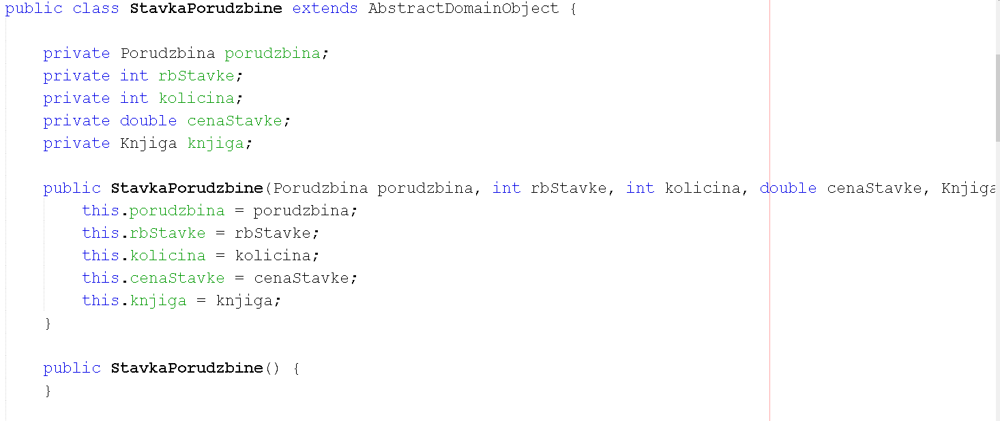 public class StavkaPorudzbine extends AbstractDomainObject {
private Porudzbina porudzbina;
private int rbStavke;
private int kolicina;
private double cenaStavke;
private Knjiga knjiga;
public StavkaPorudzbine(Porudzbina porudzbina, int rbStavke, int kolicina, double cenaStavke, Knjiga
this.porudzbina = porudzbina;
this.rbStavke = rbStavke;
this.kolicina = kolicina;
this.cenaStavke = cenaStavke;
this.knjiga = knjiga;
}
public StavkaPorudzbine() {
}